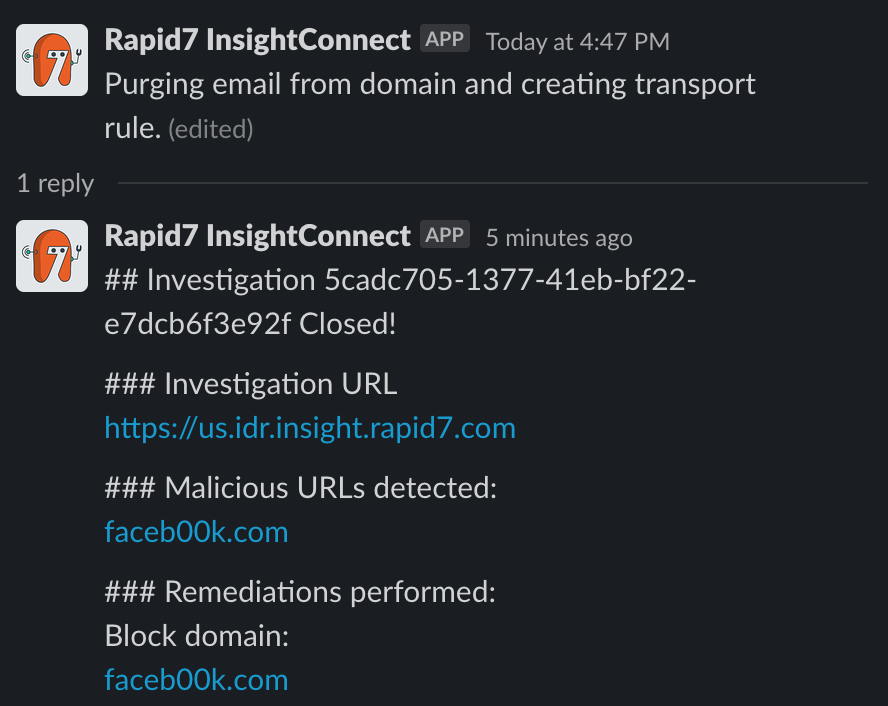 Rapid7 InsightConnect APP Today at 4:47 PM
Purging email from domain and creating transport
rule. (edited)
1 reply
Rapid7 InsightConnect APP 5 minutes ago
## Investigation 5cadc705-1377-41eb-bf22-
e7dcb6f3e92f Closed!
### Investigation URL
https://us.idr.insight.rapid7.com
### Malicious URLs detected:
faceb00k.com
### Remediations performed:
Block domain:
faceb00k.com